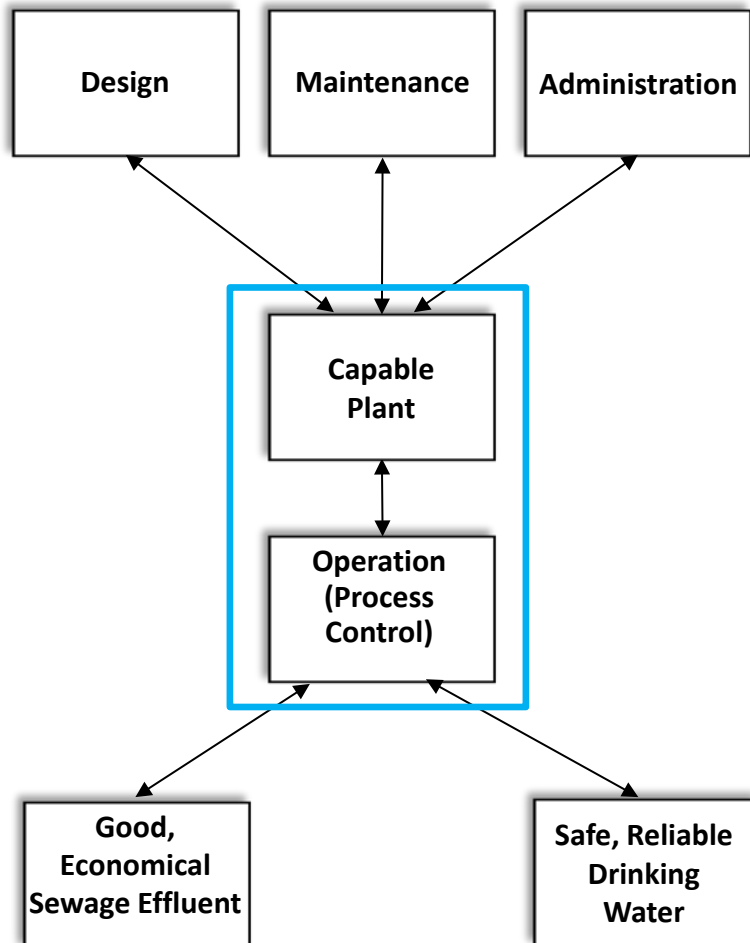 Design
Maintenance
Administration
Capable
Plant
Operation
(Process
Control)
Good,
Economical
Sewage Effluent
Safe, Reliable
Drinking
Water